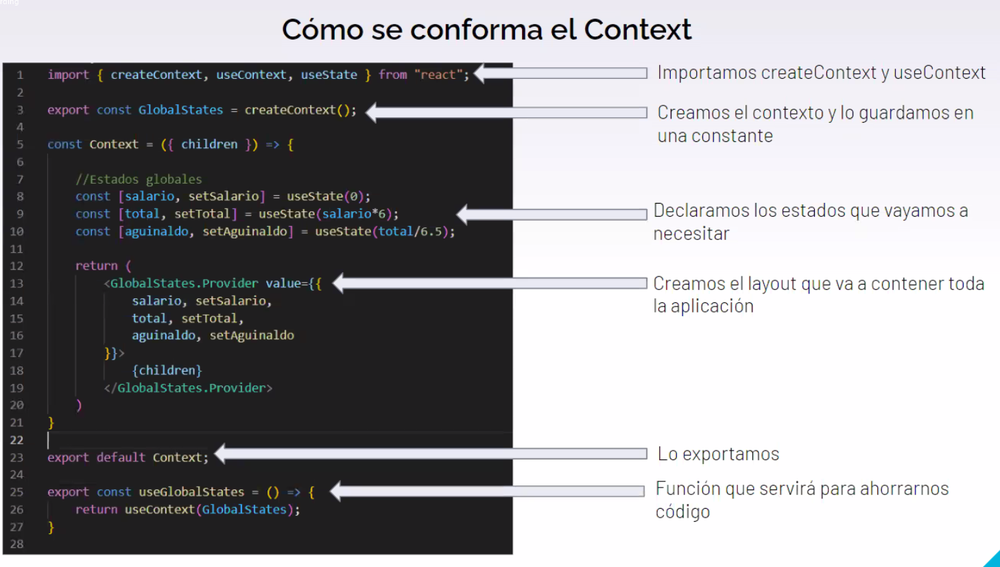 rding
Cómo se conforma el Context
1 import { createContext, useContext, useState } from "react";
Importamos createContext y useContext
2
3 export const GlobalStates = createContext();
Creamos el contexto y lo guardamos en
una constante
4
5 const Context = ({ children }) => {
6
7 //Estados globales
8 const [salario, setSalario] = useState(0);
9 const [total, setTotal] = useState(salario*6);
10 const [aguinaldo, setAguinaldo] = useState(total/6.5);
Declaramos los estados que vayamos a
necesitar
11
12 return (
13 <GlobalStates.Provider value={{
Creamos el layout que va a contener toda
la aplicación
14 salario, setSalario,
15 total, setTotal,
16 aguinaldo, setAguinaldo
17 }}>
18 {children}
19 </GlobalStates.Provider>
20 )
21 }
22
23 export default Context;
Lo exportamos
24
25 export const useGlobalStates = () => {
Función que servirá para ahorrarnos
código
26 return useContext(GlobalStates);
27 }
28